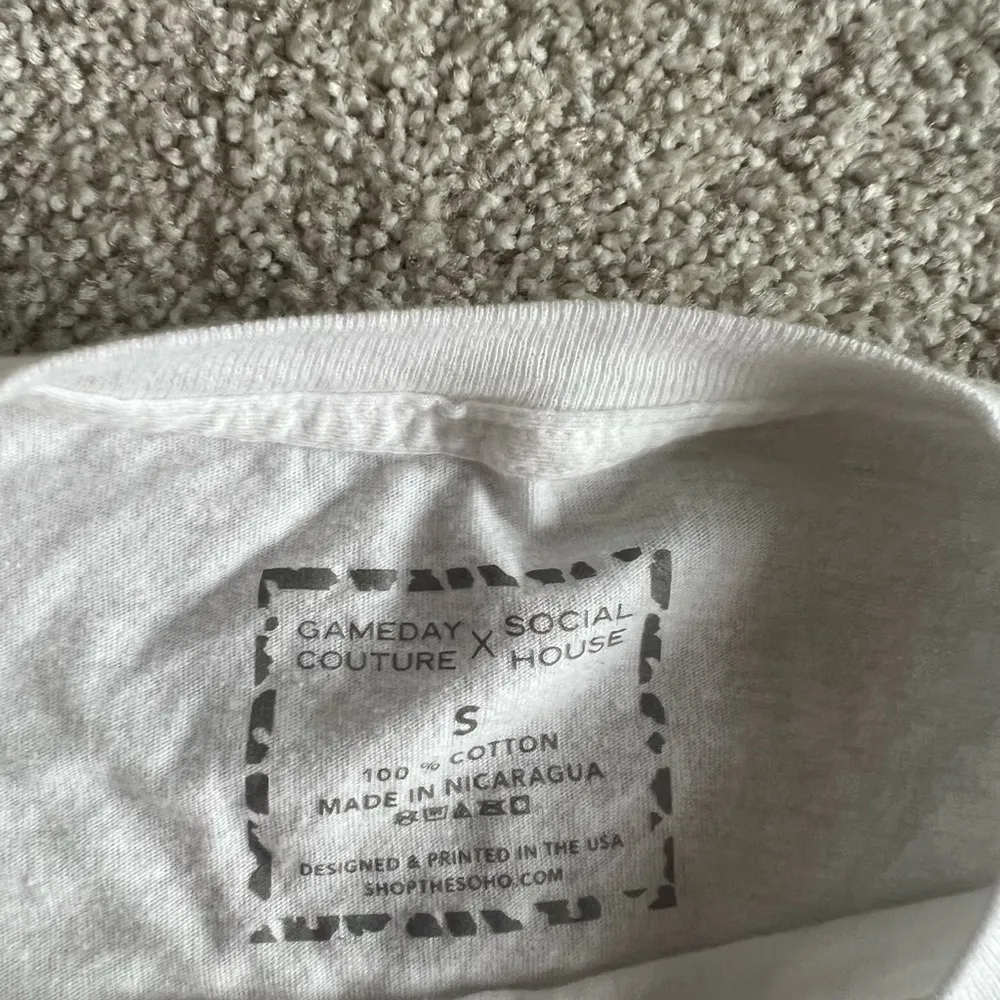 GAMEDAY X SOCIAL
COUTURE HOUSE
S
100 % COTTON
MADE IN NICARAGUA
DESIGNED & PRINTED IN THE USA
SHOPTHESOHO.COM